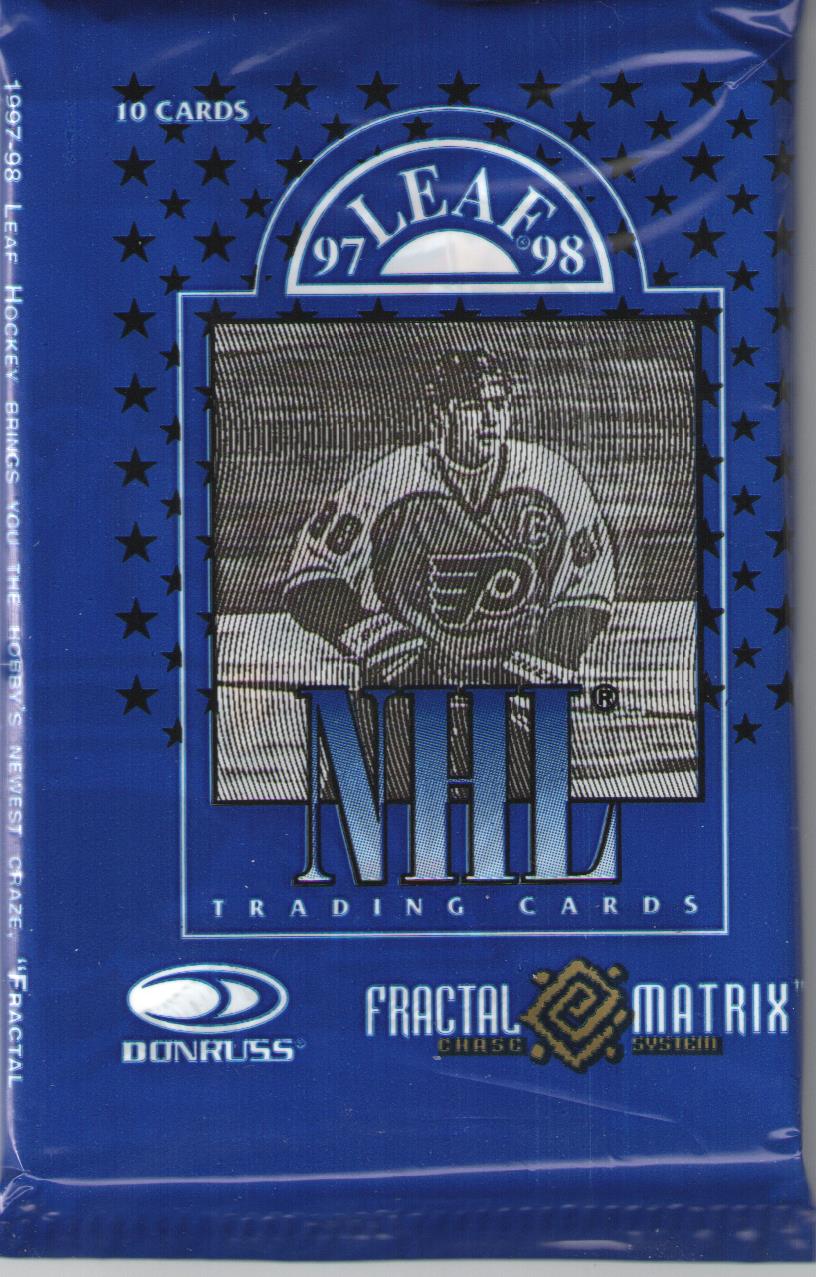 10 CARDS
LEAF®
97 98
C
NHL®
TRADING CARDS
DONRUSS®
FRACTAL MATRIX™
CHASE SYSTEM
1997-98 LEAF HOCKEY BRINGS YOU THE HOBBY'S NEWEST CRAZE, "FRACTAL